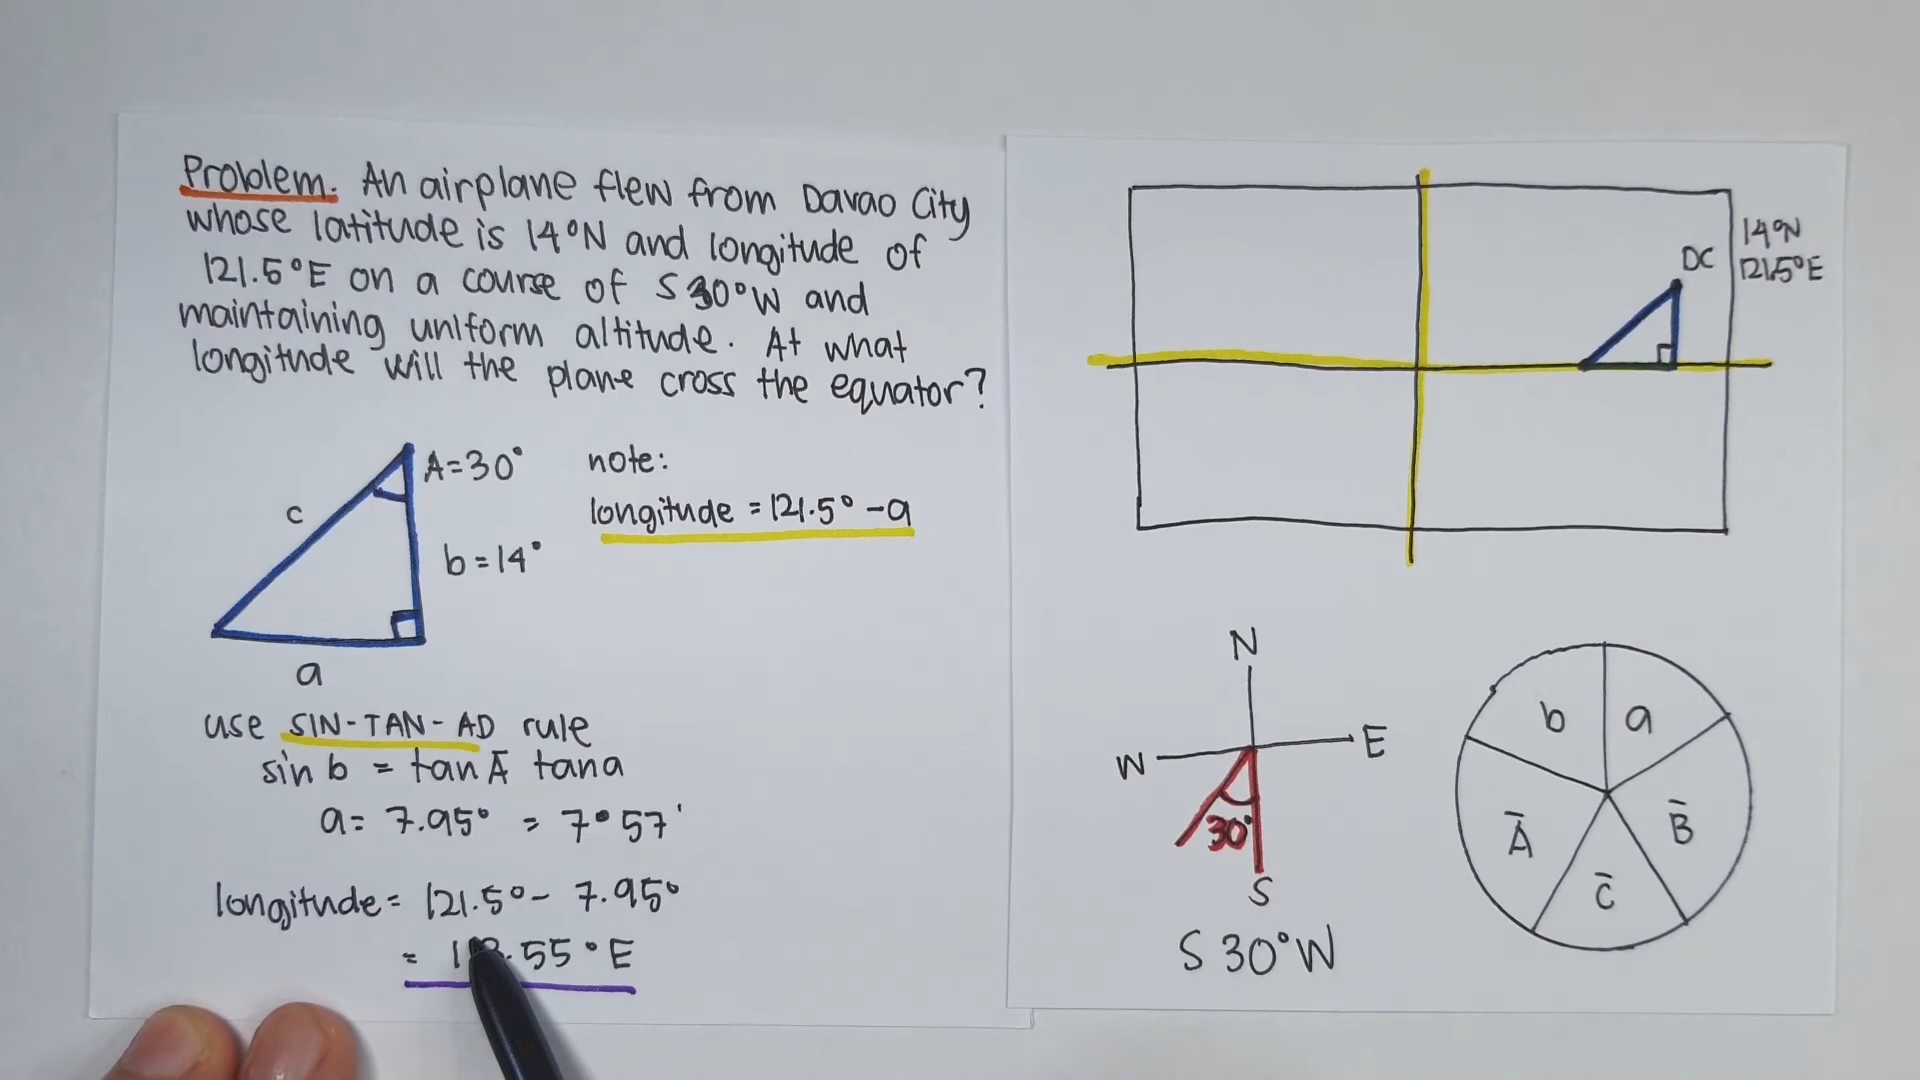 Problem. An airplane flew from Davao City
whose latitude is 14°N and longitude of
121.5°E on a course of S30°W and
maintaining uniform altitude. At what
longitude will the plane cross the equator?
A=30°
c
b=14°
a
note:
longitude = 121.5° - a
use SIN-TAN-AD rule
sin b = tan Ā tan a
a= 7.95° = 7°57'
longitude= 121.5° - 7.95°
= .55°E
DC
14°N
121.5°E
N
W
E
30°
S
S 30° W
b
a
Ā
B̄
C̄